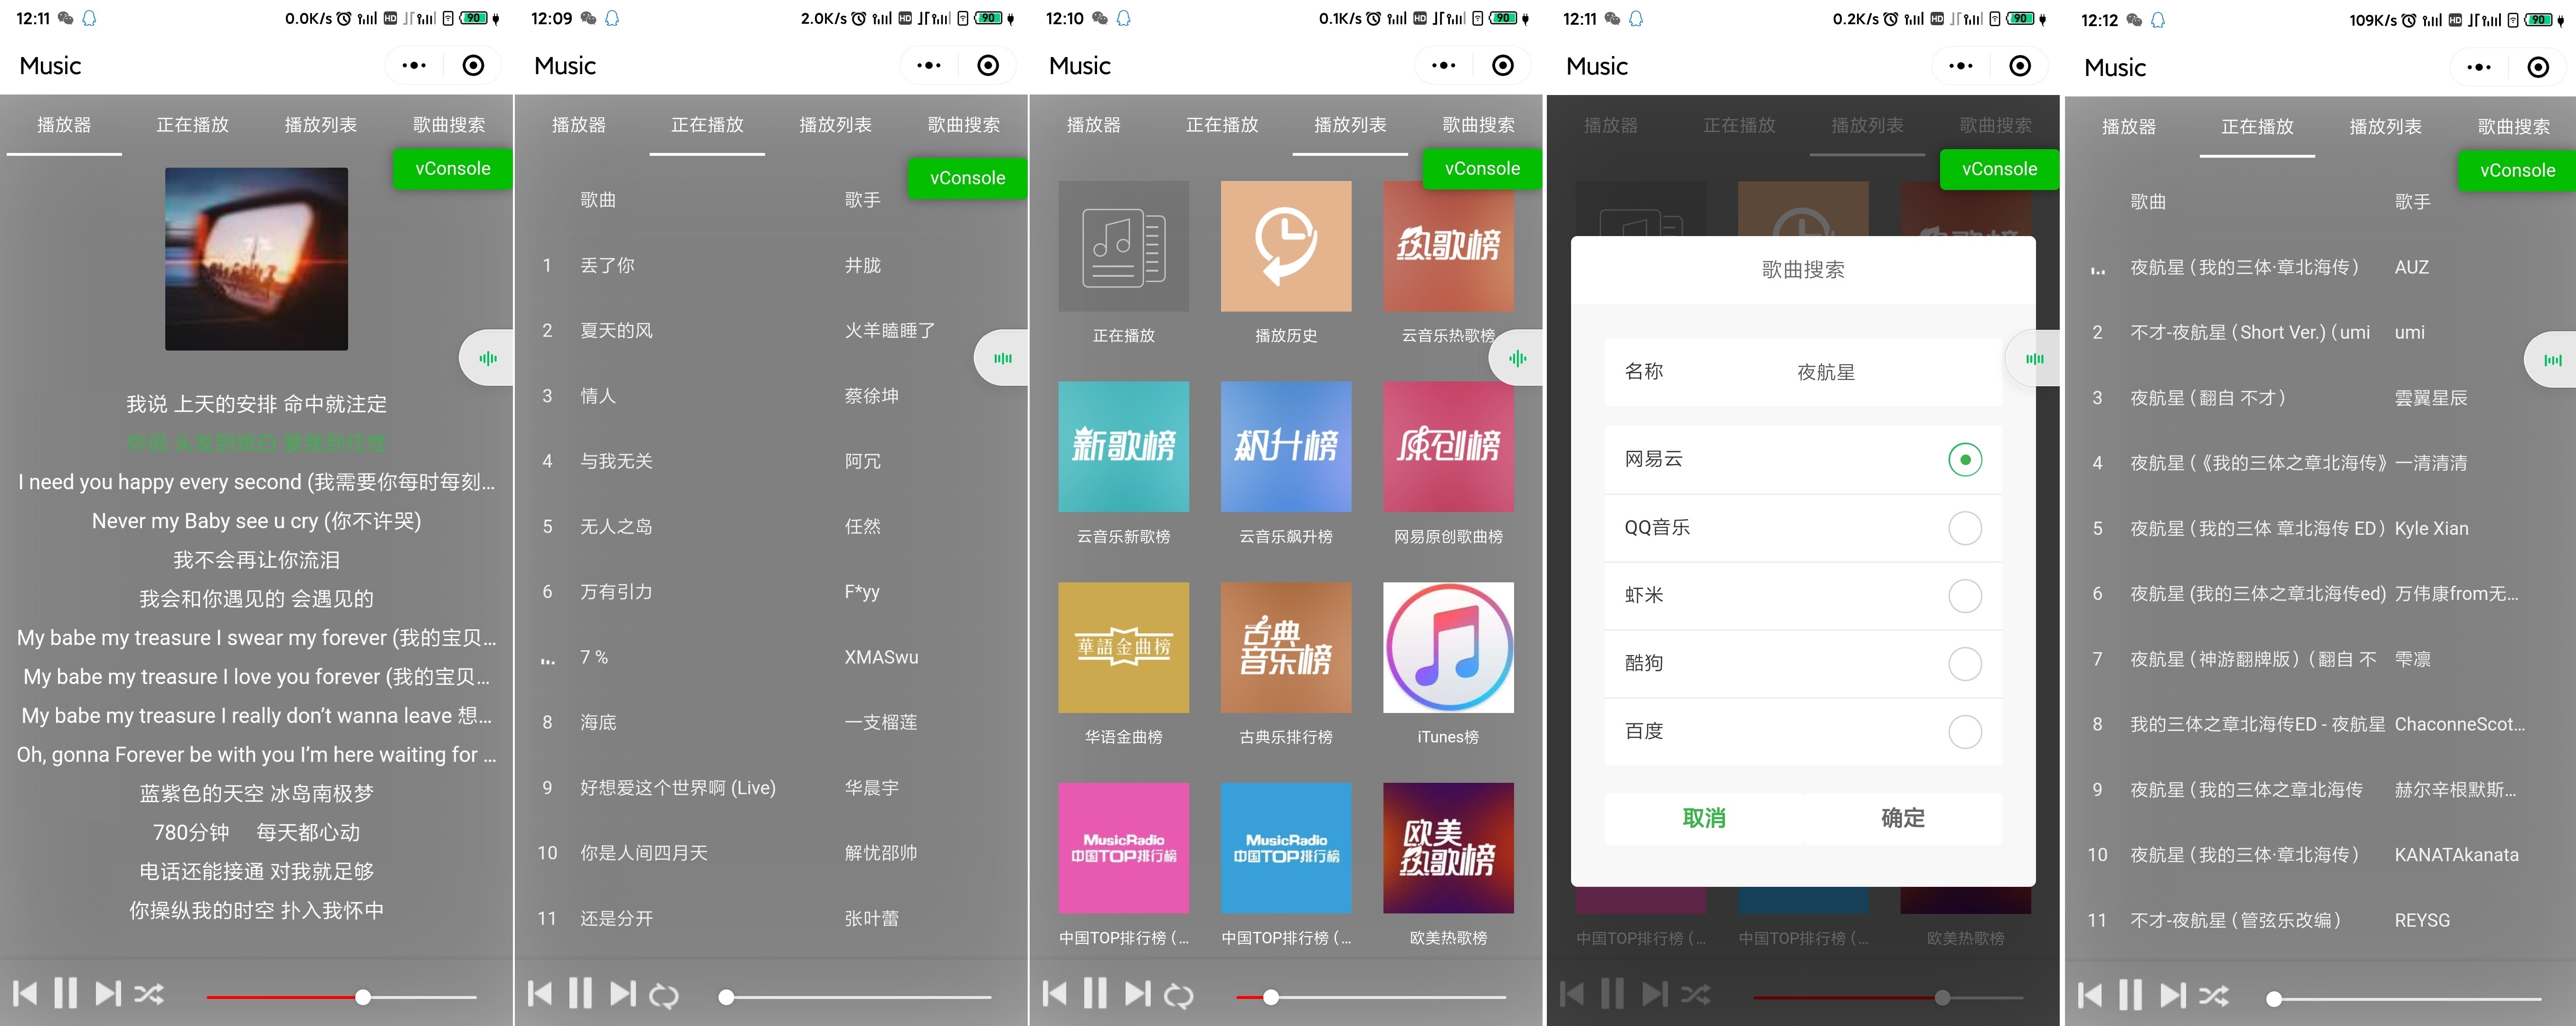 12:11
0.0K/s HD 90
Music
播放器 正在播放 播放列表 歌曲搜索
vConsole
我说 上天的安排 命中就注定
I need you happy every second (我需要你每时每刻...
Never my Baby see u cry (你不许哭)
我不会再让你流泪
我会和你遇见的 会遇见的
My babe my treasure I swear my forever (我的宝贝...
My babe my treasure I love you forever (我的宝贝...
My babe my treasure I really don’t wanna leave 想...
Oh, gonna Forever be with you I’m here waiting for ...
蓝紫色的天空 冰岛南极梦
780分钟 每天都心动
电话还能接通 对我就足够
你操纵我的时空 扑入我怀中
12:09
2.0K/s HD 90
Music
播放器 正在播放 播放列表 歌曲搜索
vConsole
歌曲 歌手
1 丢了你 井胧
2 夏天的风 火羊瞌睡了
3 情人 蔡徐坤
4 与我无关 阿冗
5 无人之岛 任然
6 万有引力 F*yy
7 % XMASwu
8 海底 一支榴莲
9 好想爱这个世界啊 (Live) 华晨宇
10 你是人间四月天 解忧邵帅
11 还是分开 张叶蕾
12:10
0.1K/s HD 90
Music
播放器 正在播放 播放列表 歌曲搜索
vConsole
热歌榜
正在播放 播放历史 云音乐热歌榜
新歌榜 飙升榜 原创榜
云音乐新歌榜 云音乐飙升榜 网易原创歌曲榜
華語金曲榜 古典音乐榜
华语金曲榜 古典乐排行榜 iTunes榜
MusicRadio 中国TOP排行榜
MusicRadio 中国TOP排行榜
欧美热歌榜
中国TOP排行榜（... 中国TOP排行榜（... 欧美热歌榜
12:11
0.2K/s HD 90
Music
播放器 正在播放 播放列表 歌曲搜索
vConsole
歌曲搜索
名称 夜航星
网易云
QQ音乐
虾米
酷狗
百度
取消 确定
中国TOP排行榜（... 中国TOP排行榜（... 欧美热歌榜
12:12
109K/s HD 90
Music
播放器 正在播放 播放列表 歌曲搜索
vConsole
歌曲 歌手
夜航星（我的三体·章北海传） AUZ
2 不才-夜航星（Short Ver.)（umi umi
3 夜航星（翻自 不才） 雲翼星辰
4 夜航星（《我的三体之章北海传》 一清清清
5 夜航星（我的三体 章北海传 ED） Kyle Xian
6 夜航星 (我的三体之章北海传ed) 万伟康from无...
7 夜航星（神游翻牌版）（翻自 不 雫凛
8 我的三体之章北海传ED - 夜航星 ChaconneScot...
9 夜航星（我的三体之章北海传 赫尔辛根默斯...
10 夜航星（我的三体·章北海传） KANATAkanata
11 不才-夜航星（管弦乐改编） REYSG